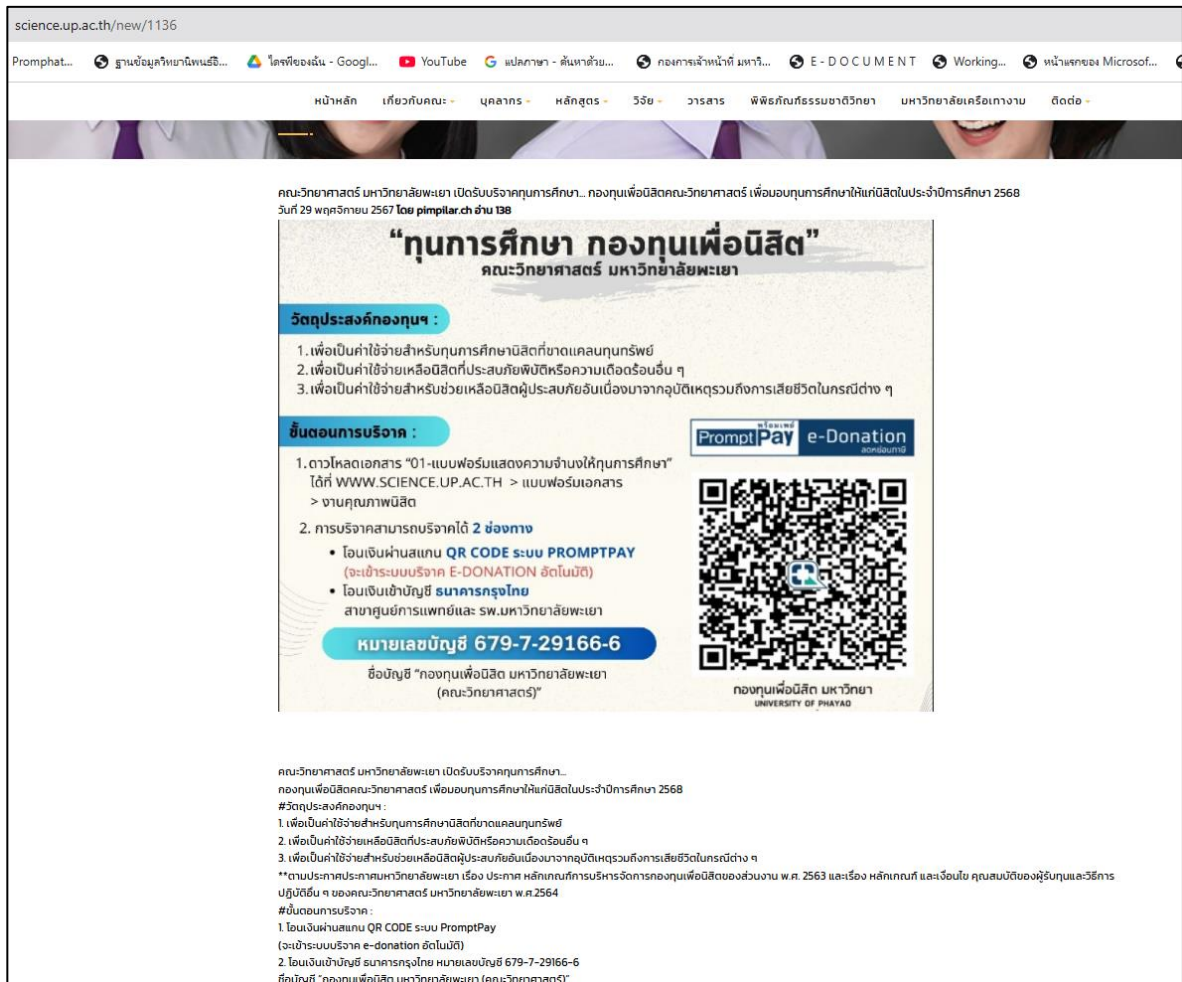 science.up.ac.th/new/1136
Promphat... ฐานข้อมูลวิทยานิพนธ์อิ... ไดรฟ์ของฉัน - Googl... YouTube แปลภาษา - ค้นหาด้วย... กองการเจ้าหน้าที่ มหาวิ... E - D O C U M E N T Working... หน้าแรกของ Microsof...
หน้าหลัก เกี่ยวกับคณะ บุคลากร หลักสูตร วิจัย วารสาร พิพิธภัณฑ์ธรรมชาติวิทยา มหาวิทยาลัยเครือเทางาม ติดต่อ
คณะวิทยาศาสตร์ มหาวิทยาลัยพะเยา เปิดรับบริจาคทุนการศึกษา... กองทุนเพื่อนิสิตคณะวิทยาศาสตร์ เพื่อมอบทุนการศึกษาให้แก่นิสิตในประจำปีการศึกษา 2568
วันที่ 29 พฤศจิกายน 2567 โดย pimpilar.ch อ่าน 138
“ทุนการศึกษา กองทุนเพื่อนิสิต”
คณะวิทยาศาสตร์ มหาวิทยาลัยพะเยา
วัตถุประสงค์กองทุนฯ :
1. เพื่อเป็นค่าใช้จ่ายสำหรับทุนการศึกษานิสิตที่ขาดแคลนทุนทรัพย์
2. เพื่อเป็นค่าใช้จ่ายเหลือนิสิตที่ประสบภัยพิบัติหรือความเดือดร้อนอื่น ๆ
3. เพื่อเป็นค่าใช้จ่ายสำหรับช่วยเหลือนิสิตผู้ประสบภัยอันเนื่องมาจากอุบัติเหตุรวมถึงการเสียชีวิตในกรณีต่าง ๆ
ขั้นตอนการบริจาค :
1. ดาวโหลดเอกสาร “01-แบบฟอร์มแสดงความจำนงให้ทุนการศึกษา”
ได้ที่ WWW.SCIENCE.UP.AC.TH > แบบฟอร์มเอกสาร
> งานคุณภาพนิสิต
2. การบริจาคสามารถบริจาคได้ 2 ช่องทาง
• โอนเงินผ่านสแกน QR CODE ระบบ PROMPTPAY
(จะเข้าระบบบริจาค E-DONATION อัตโนมัติ)
• โอนเงินเข้าบัญชี ธนาคารกรุงไทย
สาขาศูนย์การแพทย์และ รพ.มหาวิทยาลัยพะเยา
หมายเลขบัญชี 679-7-29166-6
ชื่อบัญชี “กองทุนเพื่อนิสิต มหาวิทยาลัยพะเยา
(คณะวิทยาศาสตร์)”
พร้อมเพย์
PromptPay e-Donation
ลดหย่อนภาษี
กองทุนเพื่อนิสิต มหาวิทยา
UNIVERSITY OF PHAYAO
คณะวิทยาศาสตร์ มหาวิทยาลัยพะเยา เปิดรับบริจาคทุนการศึกษา...
กองทุนเพื่อนิสิตคณะวิทยาศาสตร์ เพื่อมอบทุนการศึกษาให้แก่นิสิตในประจำปีการศึกษา 2568
#วัตถุประสงค์กองทุนฯ :
1. เพื่อเป็นค่าใช้จ่ายสำหรับทุนการศึกษานิสิตที่ขาดแคลนทุนทรัพย์
2. เพื่อเป็นค่าใช้จ่ายเหลือนิสิตที่ประสบภัยพิบัติหรือความเดือดร้อนอื่น ๆ
3. เพื่อเป็นค่าใช้จ่ายสำหรับช่วยเหลือนิสิตผู้ประสบภัยอันเนื่องมาจากอุบัติเหตุรวมถึงการเสียชีวิตในกรณีต่าง ๆ
**ตามประกาศประกาศมหาวิทยาลัยพะเยา เรื่อง ประกาศ หลักเกณฑ์การบริหารจัดการกองทุนเพื่อนิสิตของส่วนงาน พ.ศ. 2563 และเรื่อง หลักเกณฑ์ และเงื่อนไข คุณสมบัติของผู้รับทุนและวิธีการ
ปฏิบัติอื่น ๆ ของคณะวิทยาศาสตร์ มหาวิทยาลัยพะเยา พ.ศ.2564
#ขั้นตอนการบริจาค :
1. โอนเงินผ่านสแกน QR CODE ระบบ PromptPay
(จะเข้าระบบบริจาค e-donation อัตโนมัติ)
2. โอนเงินเข้าบัญชี ธนาคารกรุงไทย หมายเลขบัญชี 679-7-29166-6
ชื่อบัญชี “กองทุนเพื่อนิสิต มหาวิทยาลัยพะเยา (คณะวิทยาศาสตร์)”